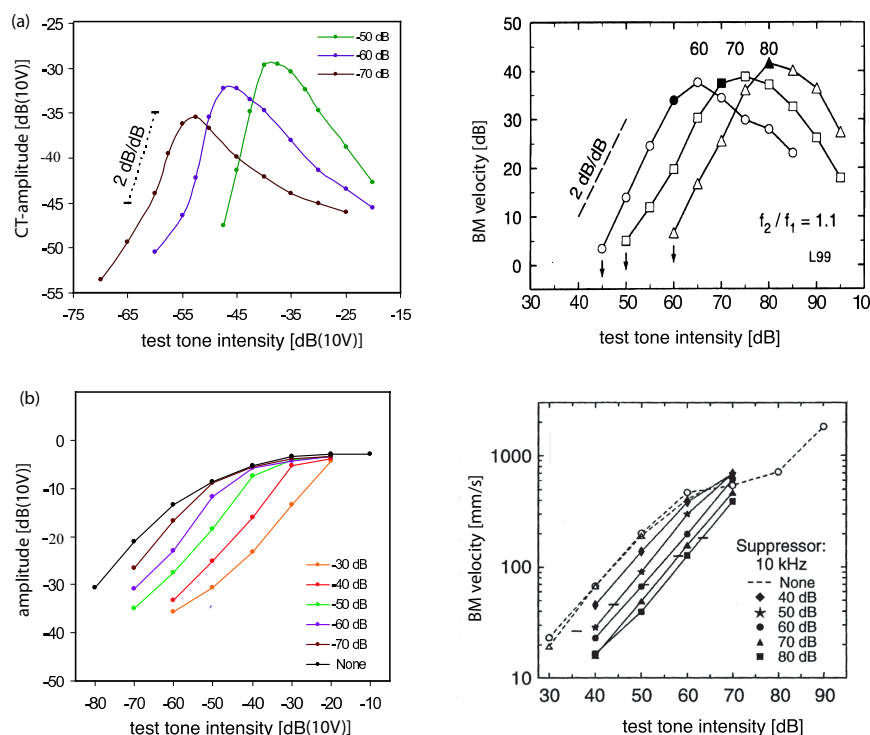 (a)
CT-amplitude [dB(10V)]
-25
-30
-35
-40
-45
-50
-55
-75
-65
-55
-45
-35
-25
-15
test tone intensity [dB(10V)]
2 dB/dB
-50 dB
-60 dB
-70 dB
BM velocity [dB]
50
40
30
20
10
0
30
40
50
60
70
80
90
10
test tone intensity [dB]
60 70 80
2 dB/dB
f2 / f1 = 1.1
L99
(b)
amplitude [dB(10V)]
0
-10
-20
-30
-40
-50
-80
-70
-60
-50
-40
-30
-20
-10
test tone intensity [dB(10V)]
-30 dB
-40 dB
-50 dB
-60 dB
-70 dB
None
BM velocity [mm/s]
1000
100
10
30
40
50
60
70
80
90
test tone intensity [dB]
Suppressor:
10 kHz
None
40 dB
50 dB
60 dB
70 dB
80 dB